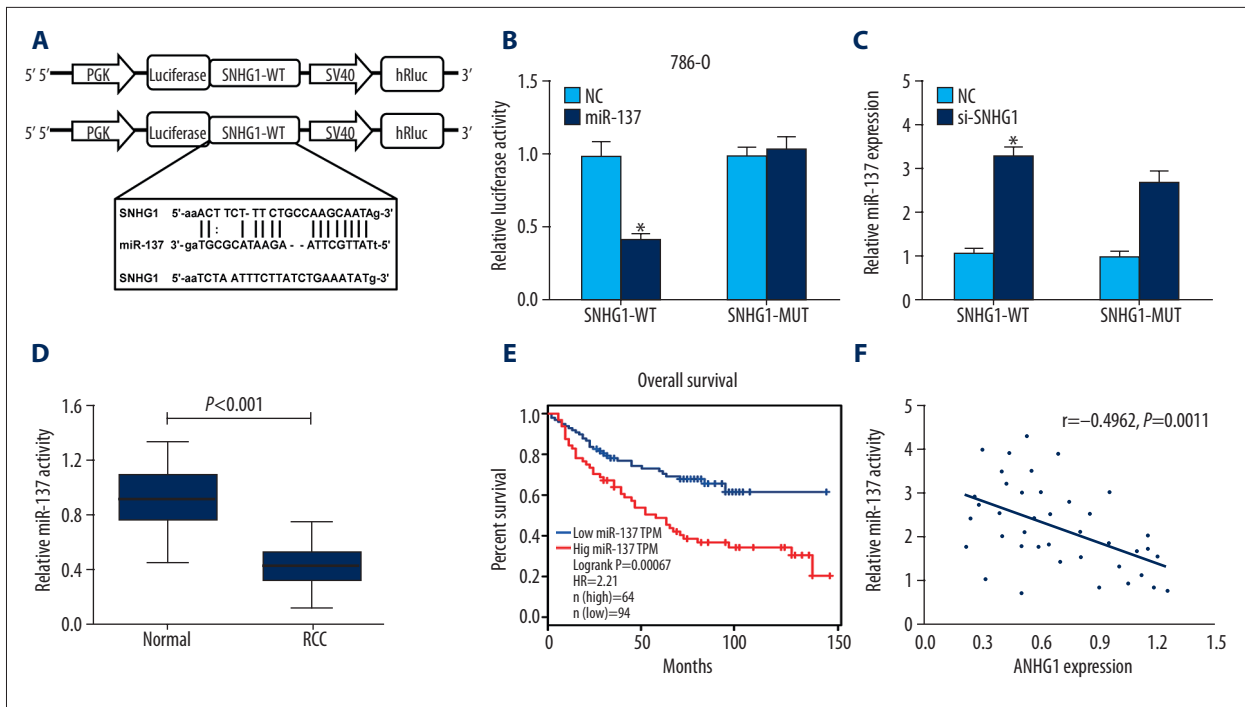 A
5′ 5′ PGK Luciferase SNHG1-WT SV40 hRluc 3′
5′ 5′ PGK Luciferase SNHG1-WT SV40 hRluc 3′
SNHG1 5'-aaACT TCT- TT CTGCCAAGCAATAg-3'
miR-137 3'-gaTGCGCATAAGA - - ATTCGTTATt-5'
SNHG1 5'-aaTCTA ATTTCTTATCTGAAATATg-3'
B
786-0
NC
miR-137
Relative luciferase activity
1.5
1.0
0.5
0.0
*
SNHG1-WT SNHG1-MUT
C
NC
si-SNHG1
Relative miR-137 expression
5
4
3
2
1
0
*
SNHG1-WT SNHG1-MUT
D
P<0.001
Relative miR-137 activity
1.6
1.2
0.8
0.4
0.0
Normal RCC
E
Overall survival
Percent survival
1.0
0.8
0.6
0.4
0.2
0.0
Low miR-137 TPM
Hig miR-137 TPM
Logrank P=0.00067
HR=2.21
n (high)=64
n (low)=94
0 50 100 150
Months
F
r=−0.4962, P=0.0011
Relative miR-137 activity
5
4
3
2
1
0
0.0 0.3 0.6 0.9 1.2 1.5
ANHG1 expression